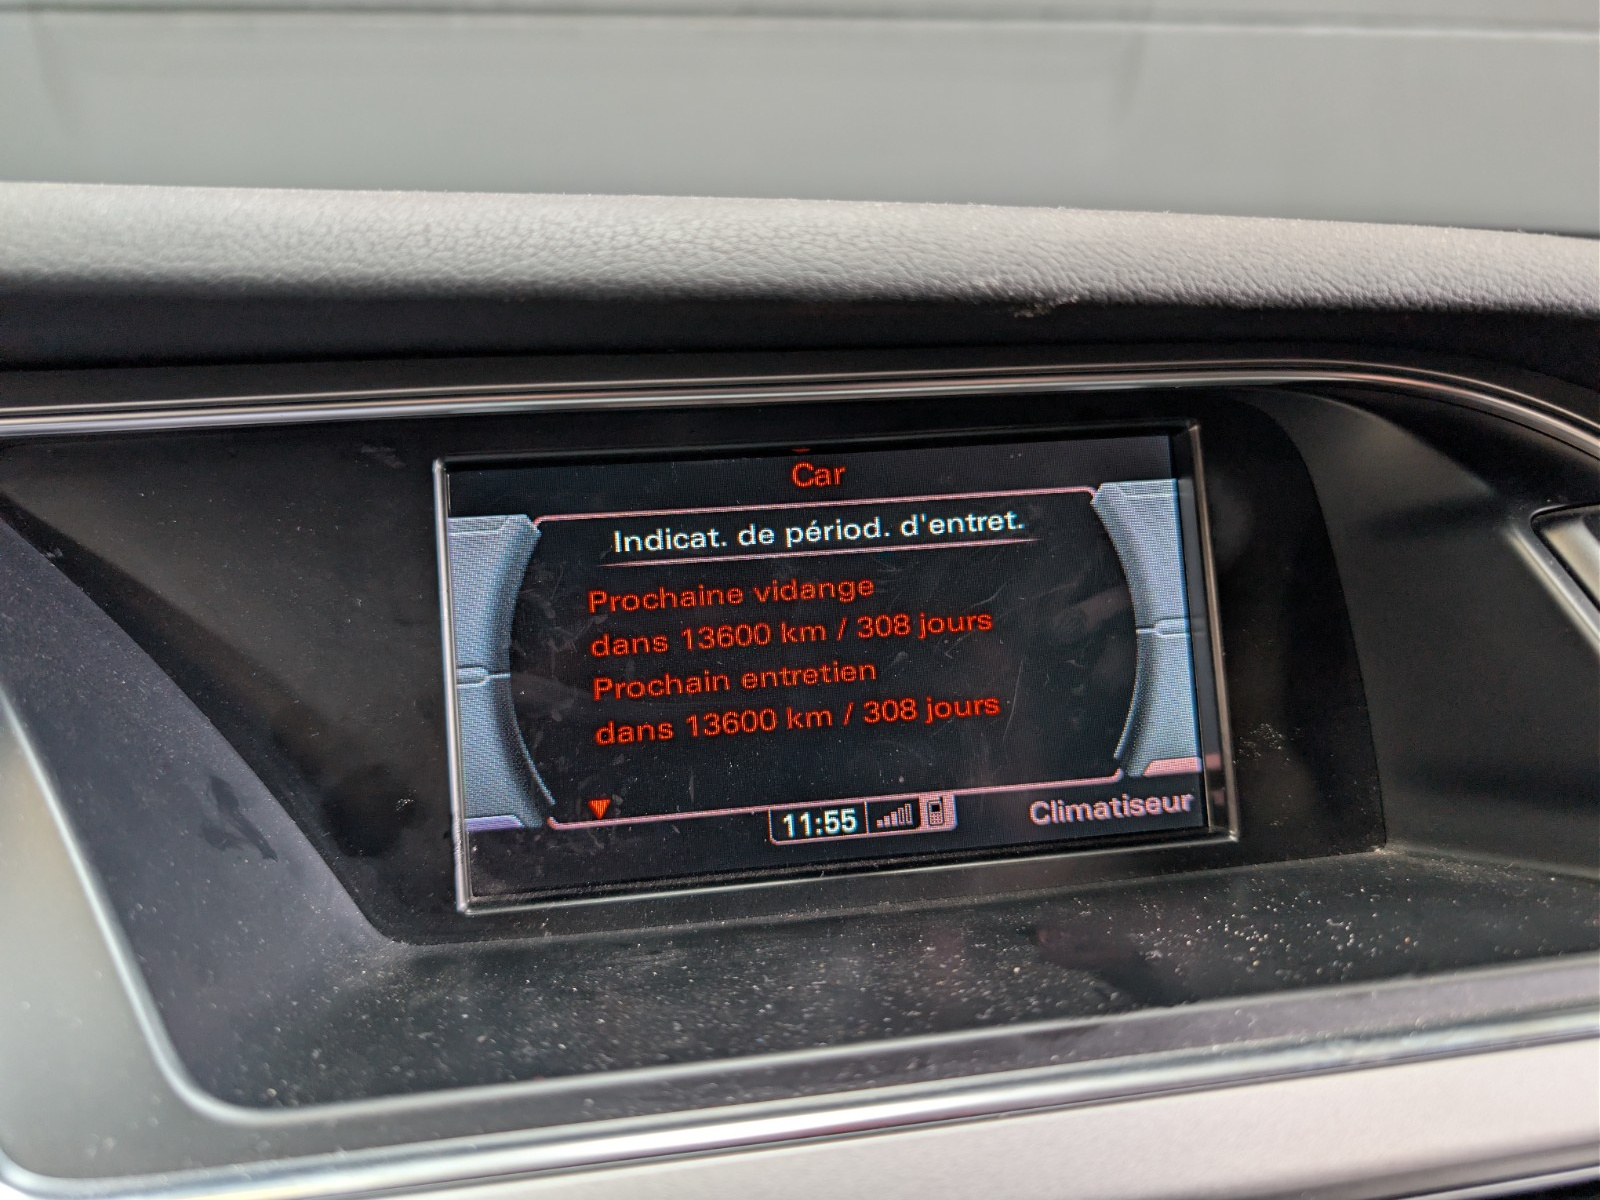 Car
Indicat. de périod. d'entret.
Prochaine vidange
dans 13600 km / 308 jours
Prochain entretien
dans 13600 km / 308 jours
11:55
Climatiseur